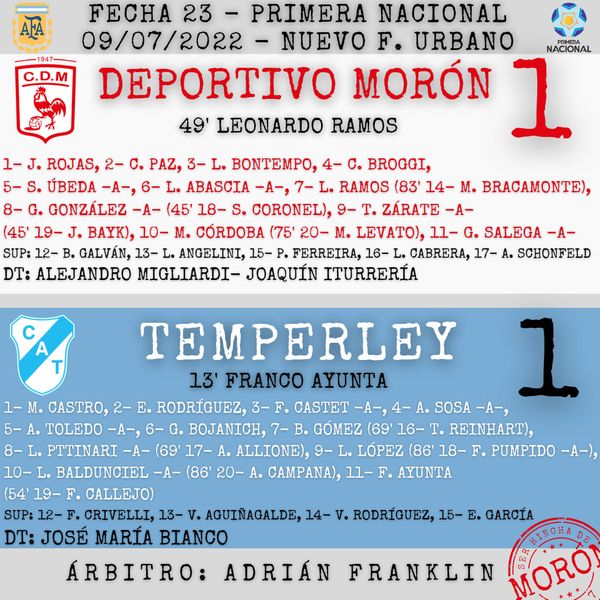 FECHA 23 - PRIMERA NACIONAL
09/07/2022 - NUEVO F. URBANO
AFA
PRIMERA
NACIONAL
1947
C.D.M
DEPORTIVO MORÓN
1
49' LEONARDO RAMOS
1- J. ROJAS, 2- C. PAZ, 3- L. BONTEMPO, 4- C. BROGGI,
5- S. ÚBEDA -A-, 6- L. ABASCIA -A-, 7- L. RAMOS (83' 14- M. BRACAMONTE),
8- G. GONZÁLEZ -A- (45' 18- S. CORONEL), 9- T. ZÁRATE -A-
(45' 19- J. BAYK), 10- M. CÓRDOBA (75' 20- M. LEVATO), 11- G. SALEGA -A-
SUP: 12- B. GALVÁN, 13- L. ANGELINI, 15- P. FERREIRA, 16- L. CABRERA, 17- A. SCHONFELD
DT: ALEJANDRO MIGLIARDI- JOAQUÍN ITURRERÍA
CAT
TEMPERLEY
1
13' FRANCO AYUNTA
1- M. CASTRO, 2- E. RODRÍGUEZ, 3- F. CASTET -A-, 4- A. SOSA -A-,
5- A. TOLEDO -A-, 6- G. BOJANICH, 7- B. GÓMEZ (69' 16- T. REINHART),
8- L. PTTINARI -A- (69' 17- A. ALLIONE), 9- L. LÓPEZ (86' 18- F. PUMPIDO -A-),
10- L. BALDUNCIEL -A- (86' 20- A. CAMPANA), 11- F. AYUNTA
(54' 19- F. CALLEJO)
SUP: 12- F. CRIVELLI, 13- V. AGUIÑAGALDE, 14- V. RODRÍGUEZ, 15- E. GARCÍA
DT: JOSÉ MARÍA BIANCO
ÁRBITRO: ADRIÁN FRANKLIN
SER HINCHA DE
MORÓN